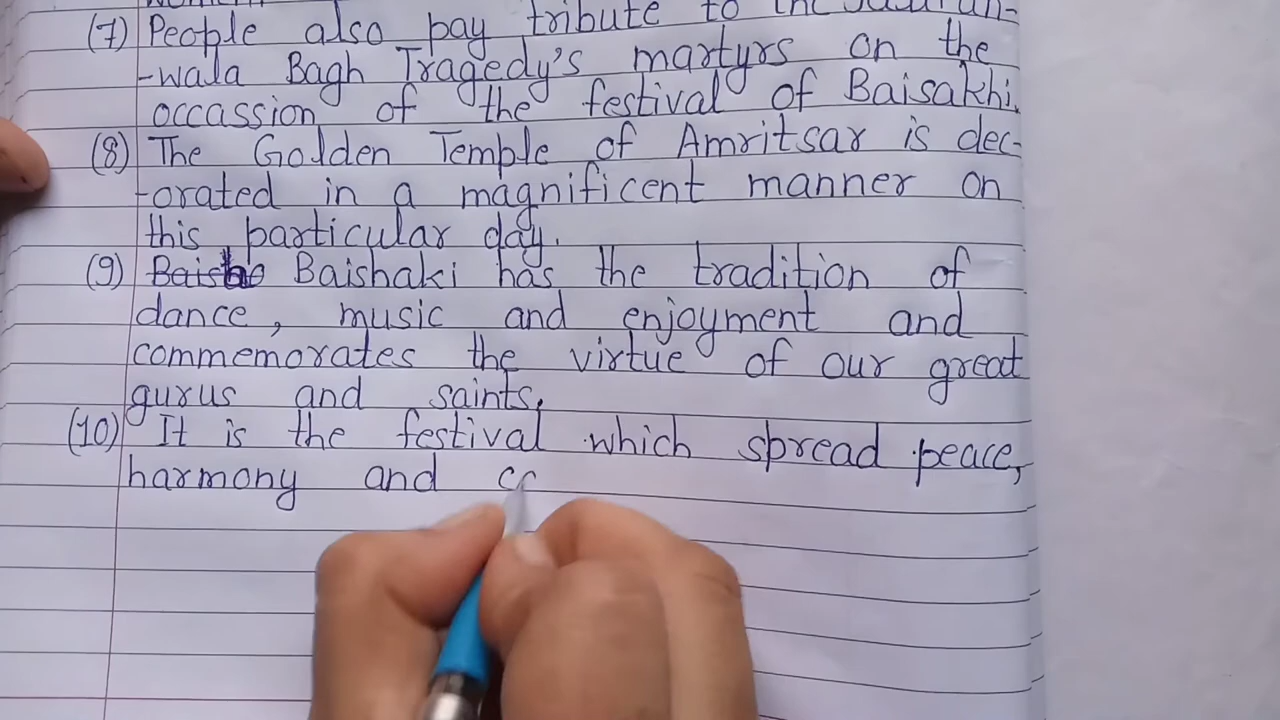 (7) People also pay tribute to the
-wala Bagh Tragedy's martyrs on the
occassion of the festival of Baisakhi.
(8) The Golden Temple of Amritsar is dec-
-orated in a magnificent manner on
this particular day.
(9) Baishaki has the tradition of
dance, music and enjoyment and
commemorates the virtue of our great
gurus and saints.
(10) It is the festival which spread peace,
harmony and